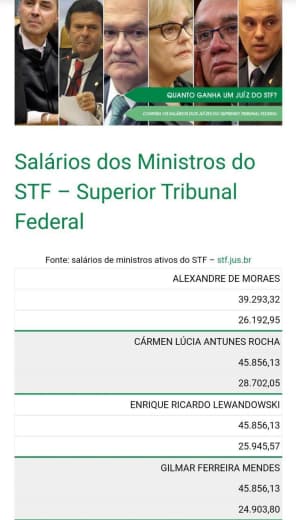 QUANTO GANHA UM JUÍZ DO STF?
CONFIRA OS SALÁRIOS DOS JUÍZES DO SUPERIOR TRIBUNAL FEDERAL
Salários dos Ministros do
STF – Superior Tribunal
Federal
Fonte: salários de ministros ativos do STF – stf.jus.br
ALEXANDRE DE MORAES
39.293,32
26.192,95
CÁRMEN LÚCIA ANTUNES ROCHA
45.856,13
28.702,05
ENRIQUE RICARDO LEWANDOWSKI
45.856,13
25.945,57
GILMAR FERREIRA MENDES
45.856,13
24.903,80